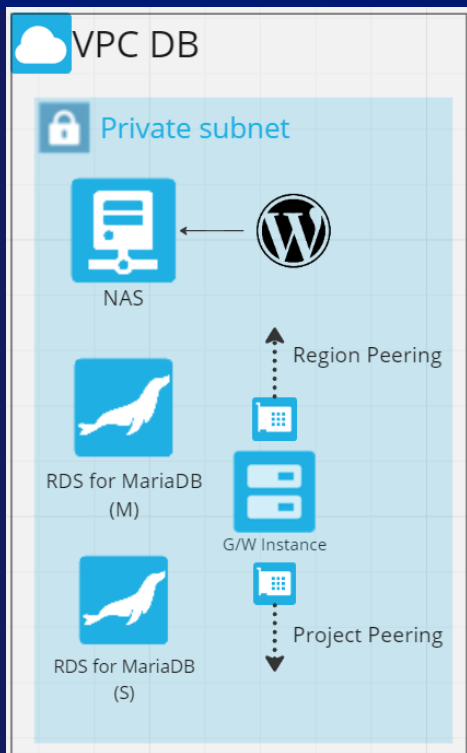 VPC DB
Private subnet
NAS
Region Peering
RDS for MariaDB
(M)
G/W Instance
Project Peering
RDS for MariaDB
(S)